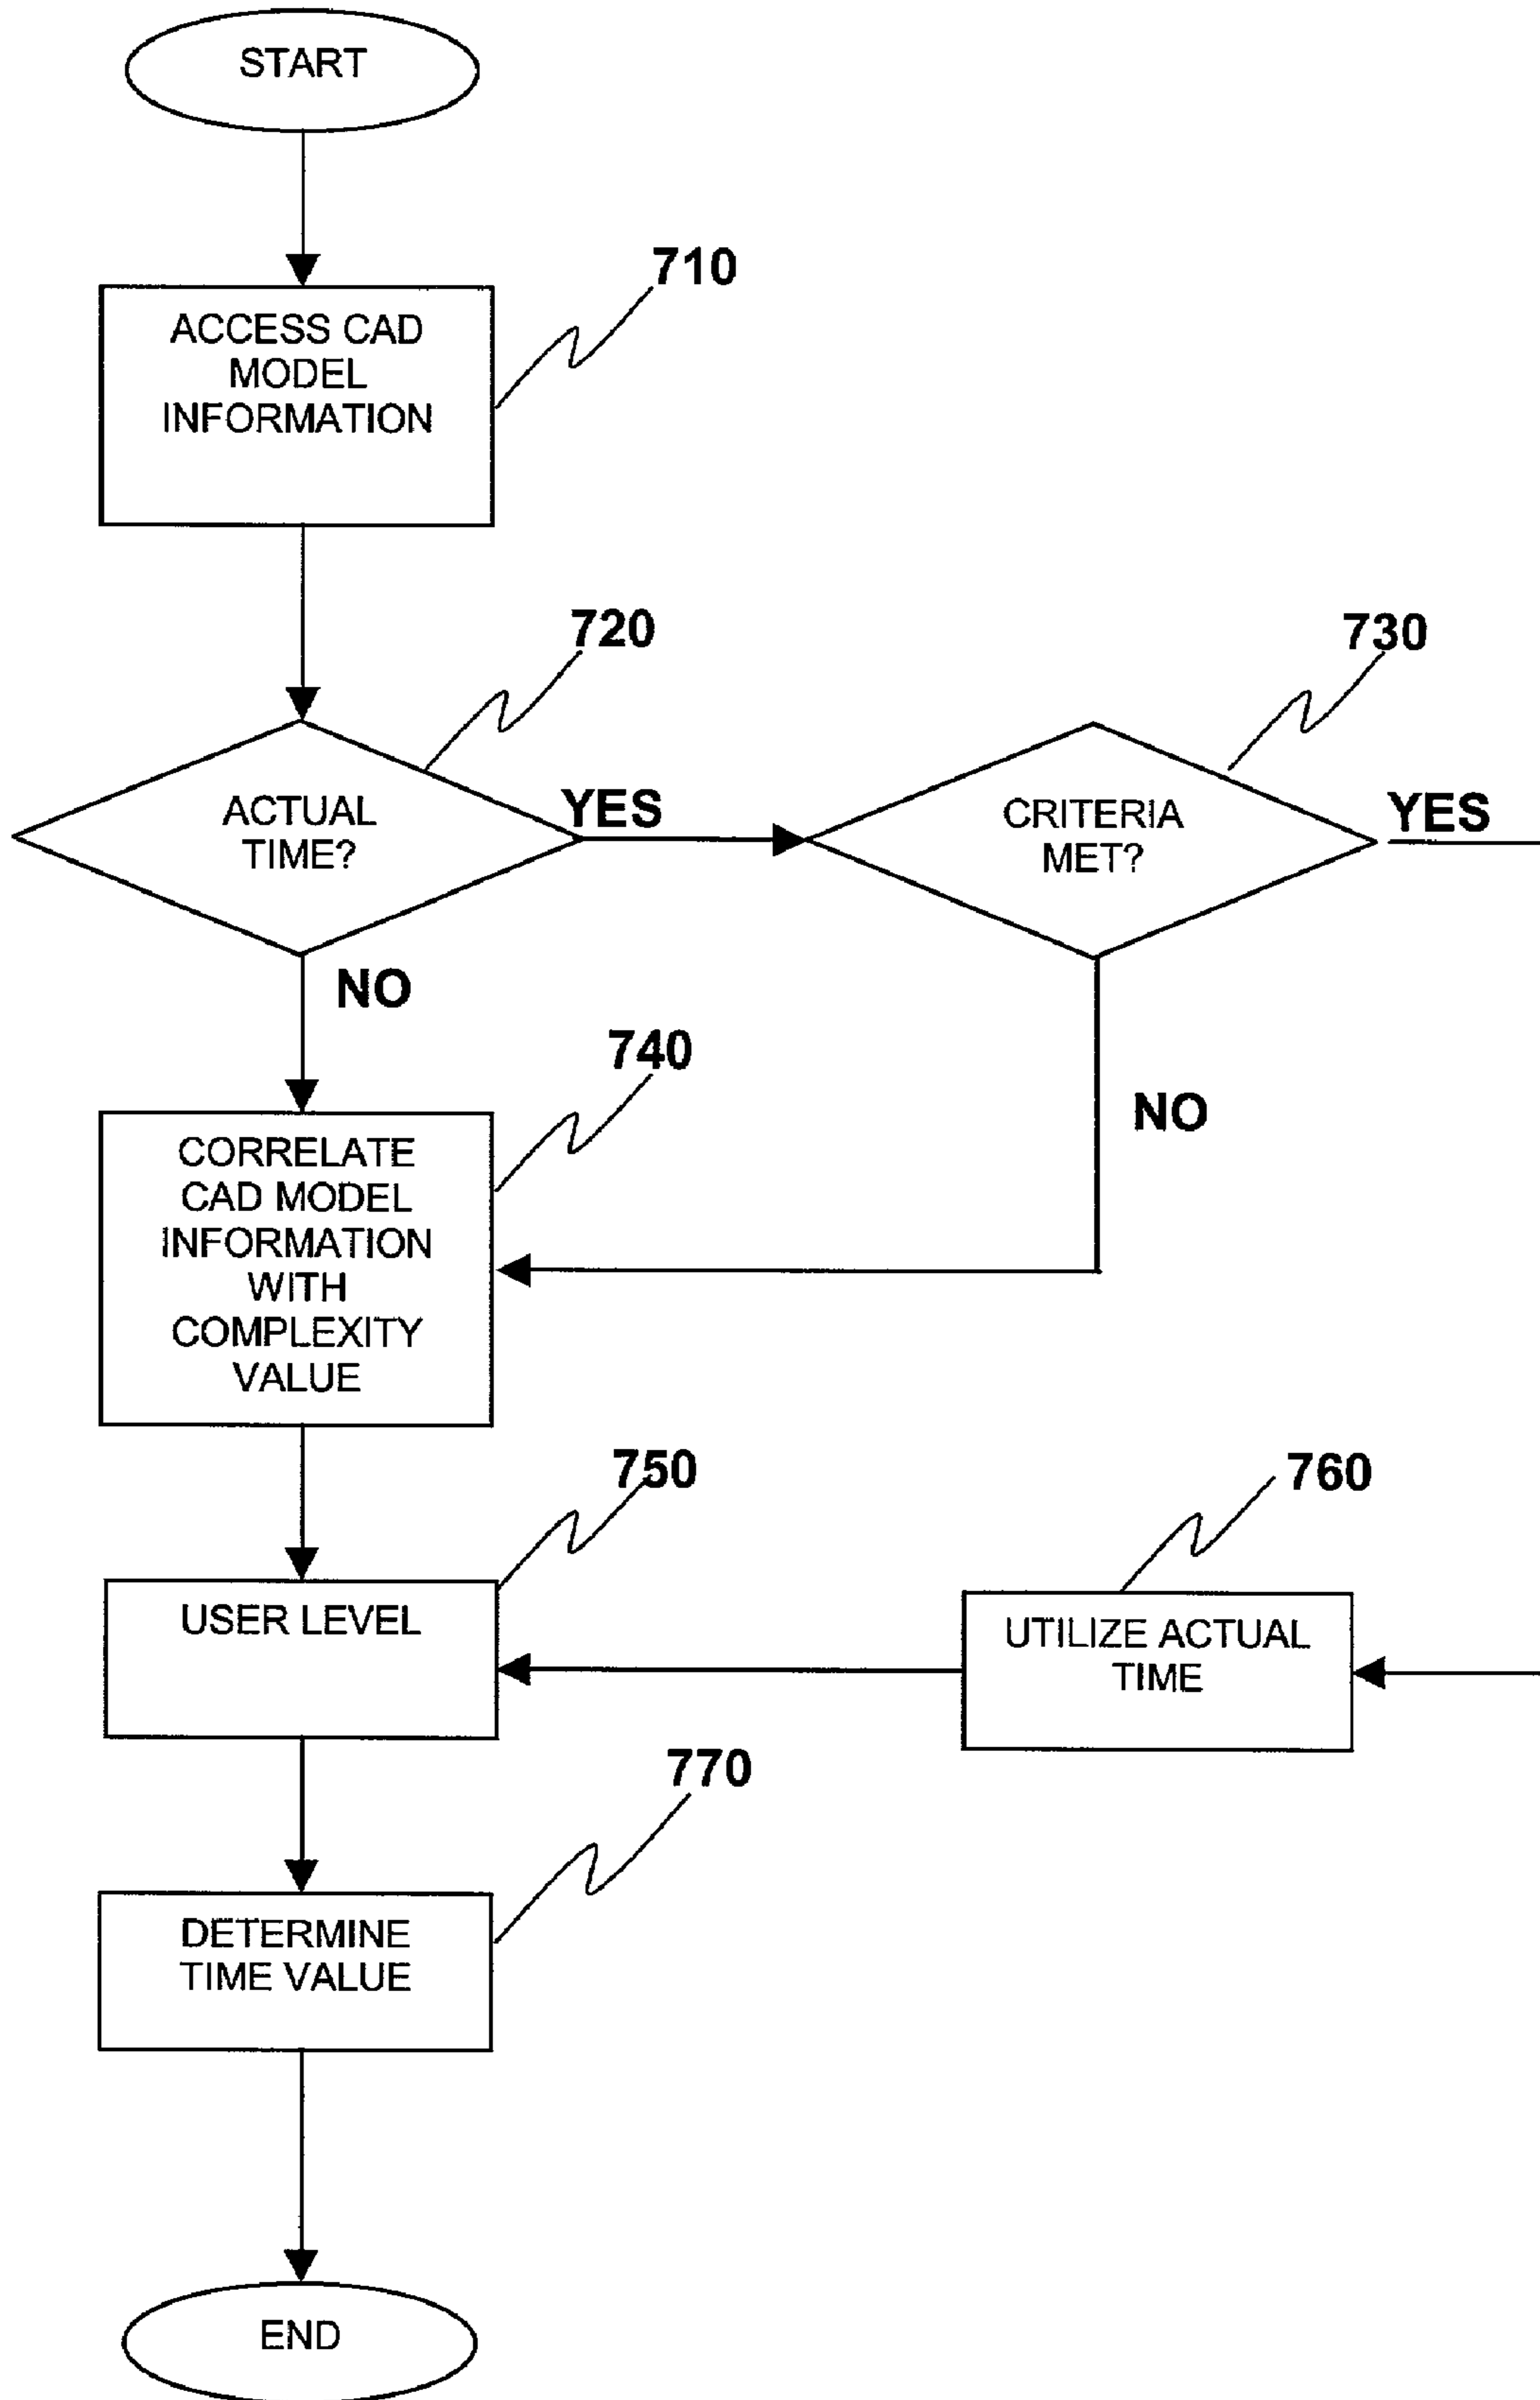 START
710
ACCESS CAD
MODEL
INFORMATION
720
730
ACTUAL
TIME?
YES
CRITERIA
MET?
YES
NO
740
NO
CORRELATE
CAD MODEL
INFORMATION
WITH
COMPLEXITY
VALUE
750
760
USER LEVEL
UTILIZE ACTUAL
TIME
770
DETERMINE
TIME VALUE
END